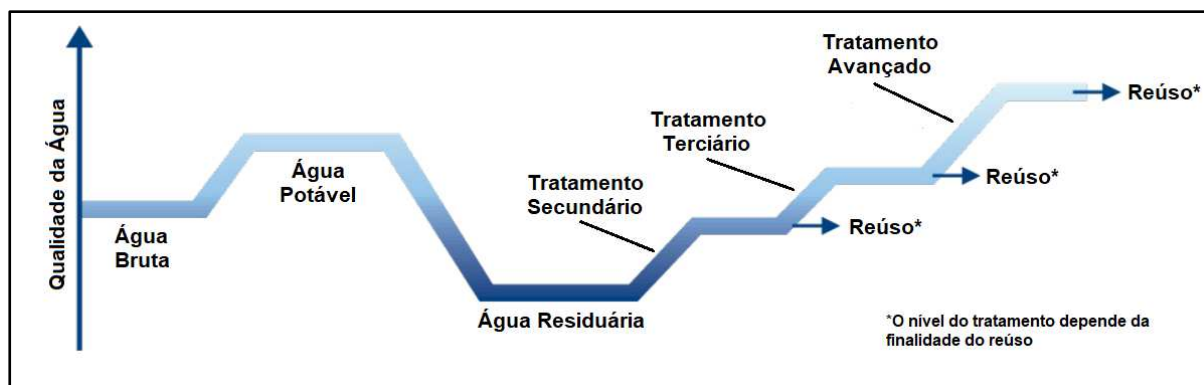 Qualidade da Água
Água
Bruta
Água
Potável
Água Residuária
Tratamento
Secundário
Reúso*
Tratamento
Terciário
Reúso*
Tratamento
Avançado
Reúso*
*O nível do tratamento depende da
finalidade do reúso